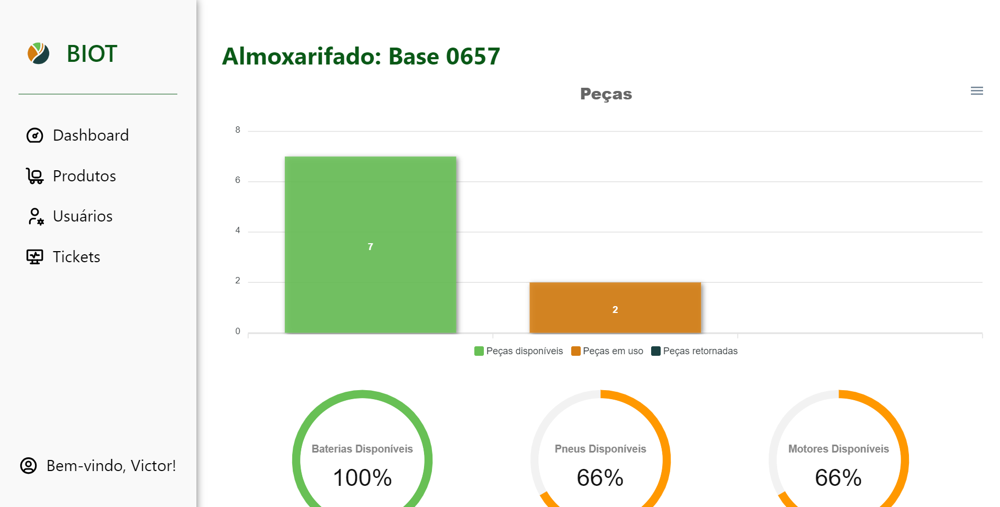 BIOT
Dashboard
Produtos
Usuários
Tickets
Bem-vindo, Victor!
Almoxarifado: Base 0657
Peças
8
6
4
2
0
7
2
Peças disponíveis Peças em uso Peças retornadas
Baterias Disponíveis
100%
Pneus Disponíveis
66%
Motores Disponíveis
66%